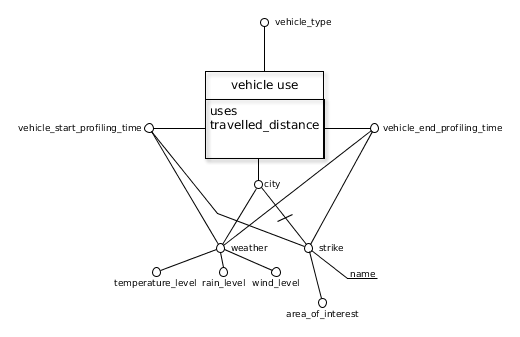 vehicle_type
vehicle use
uses
travelled_distance
vehicle_start_profiling_time
vehicle_end_profiling_time
city
weather
strike
name
temperature_level
rain_level
wind_level
area_of_interest